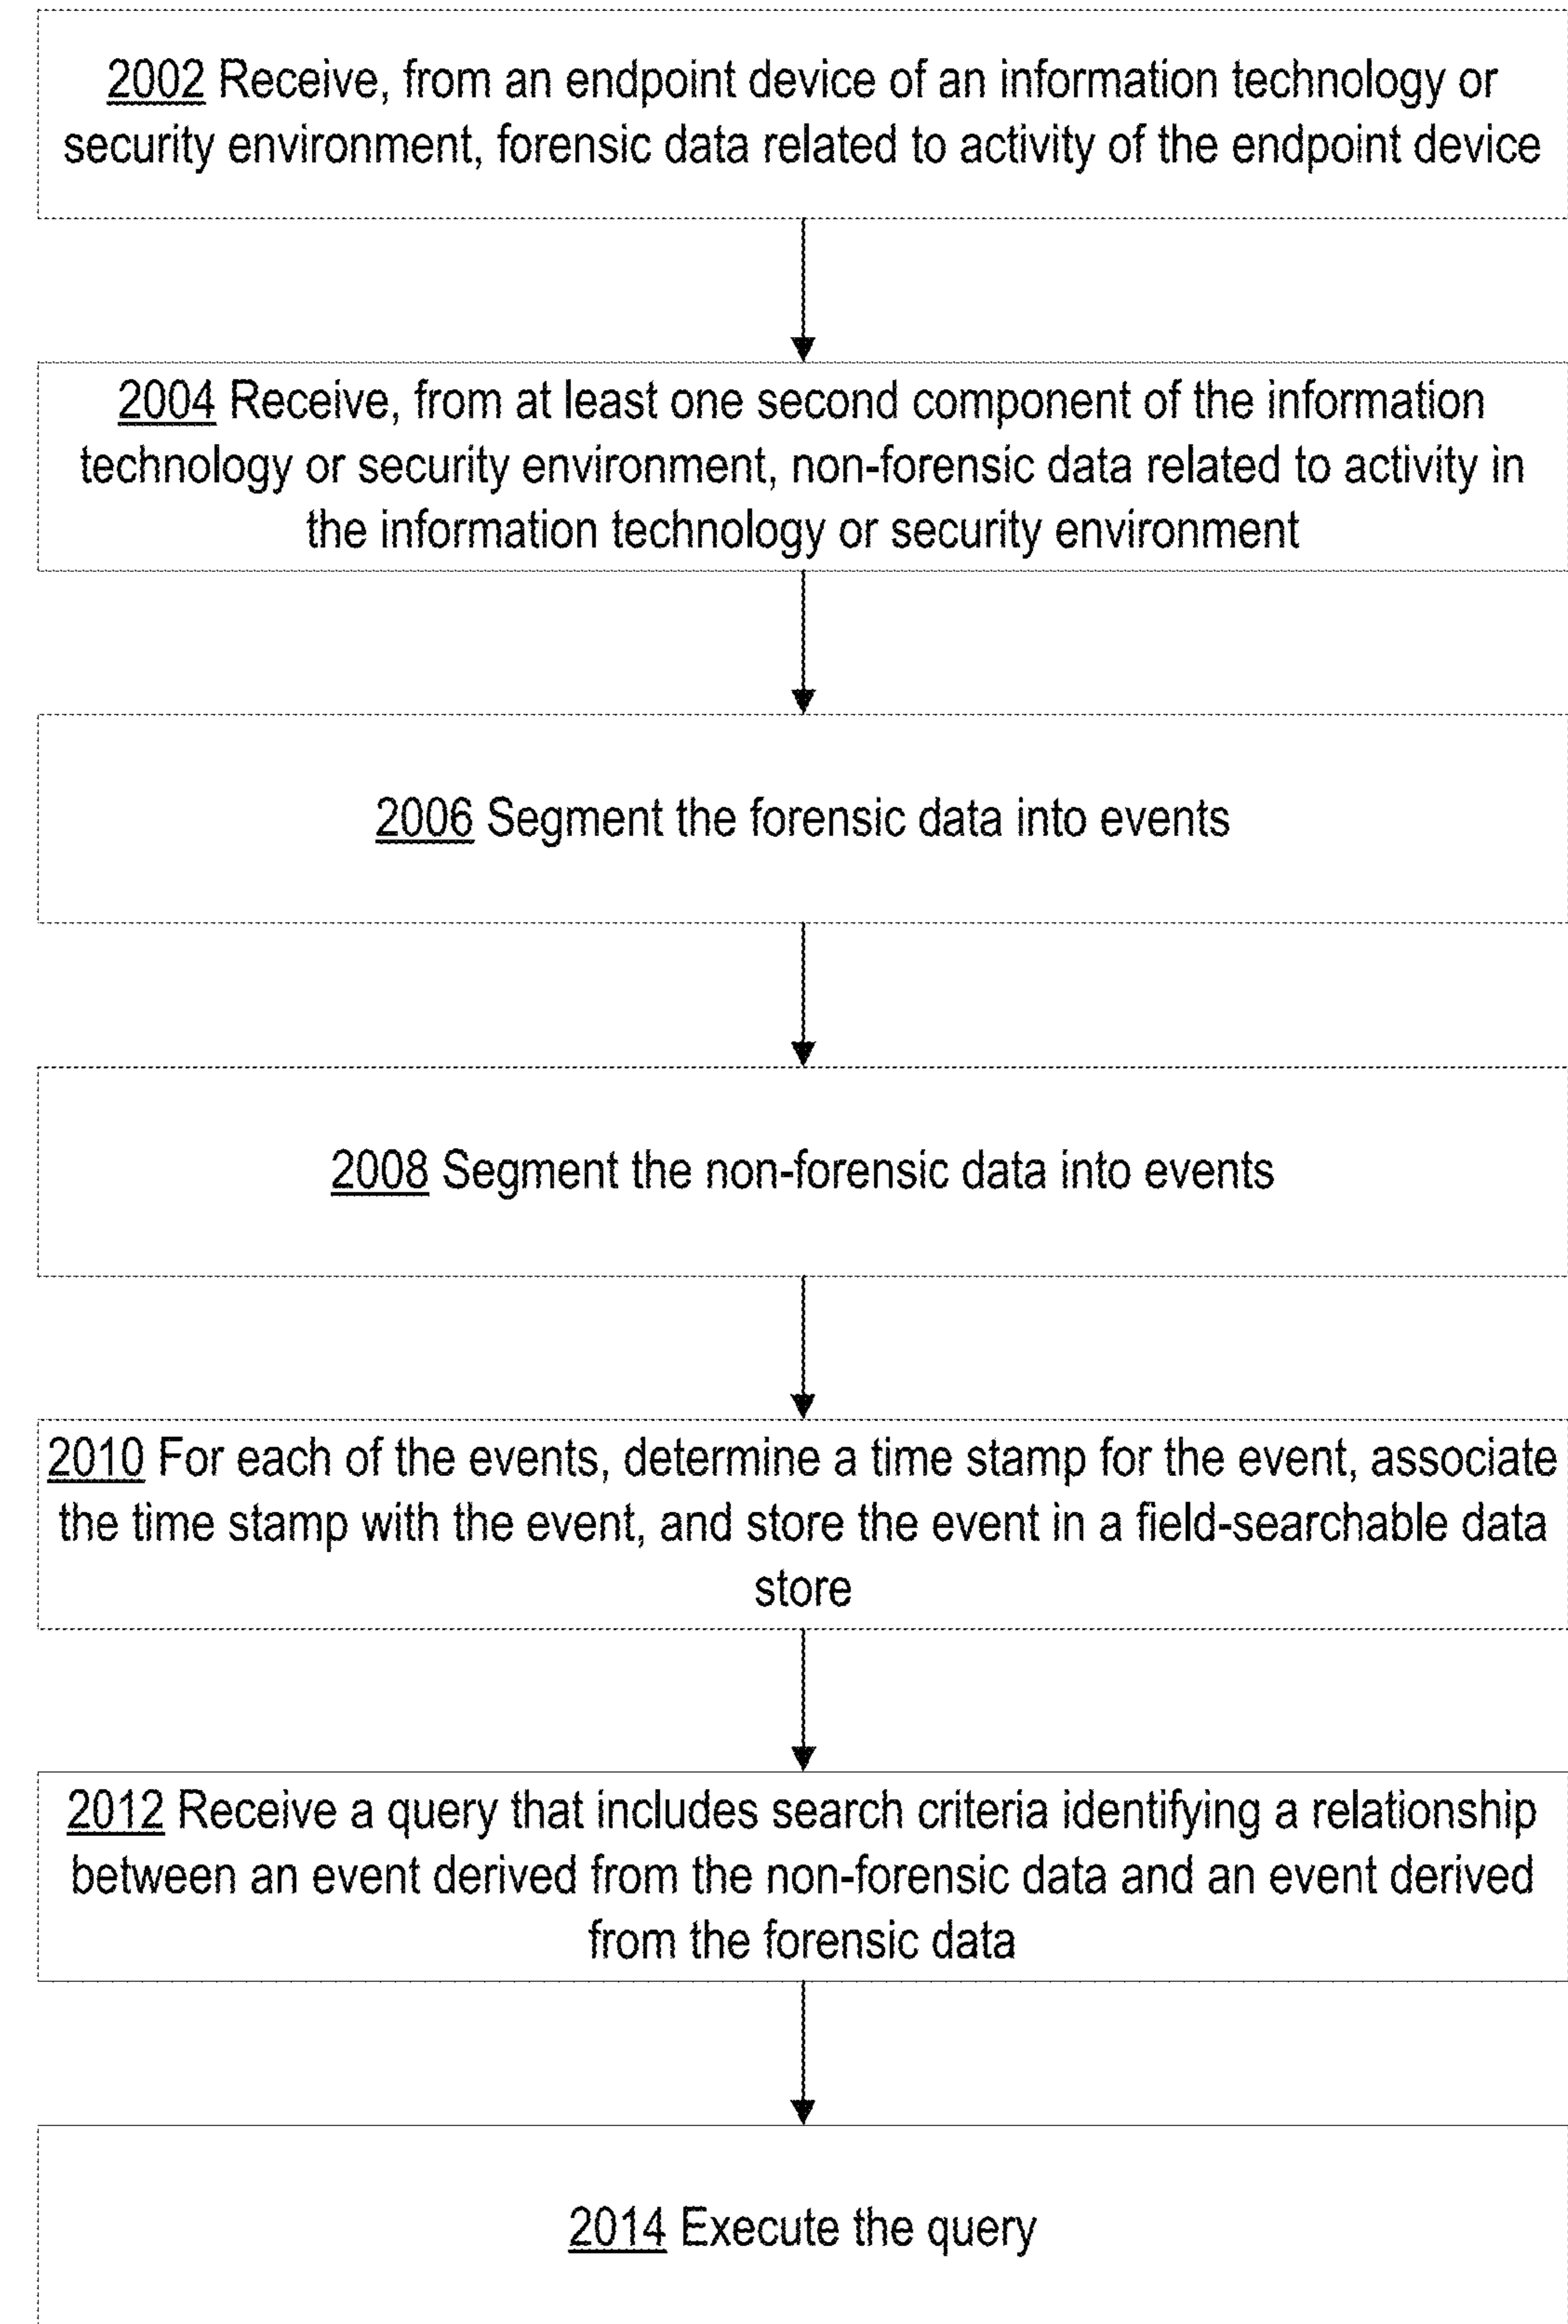 2002 Receive, from an endpoint device of an information technology or
security environment, forensic data related to activity of the endpoint device
2004 Receive, from at least one second component of the information
technology or security environment, non-forensic data related to activity in
the information technology or security environment
2006 Segment the forensic data into events
2008 Segment the non-forensic data into events
2010 For each of the events, determine a time stamp for the event, associate
the time stamp with the event, and store the event in a field-searchable data
store
2012 Receive a query that includes search criteria identifying a relationship
between an event derived from the non-forensic data and an event derived
from the forensic data
2014 Execute the query